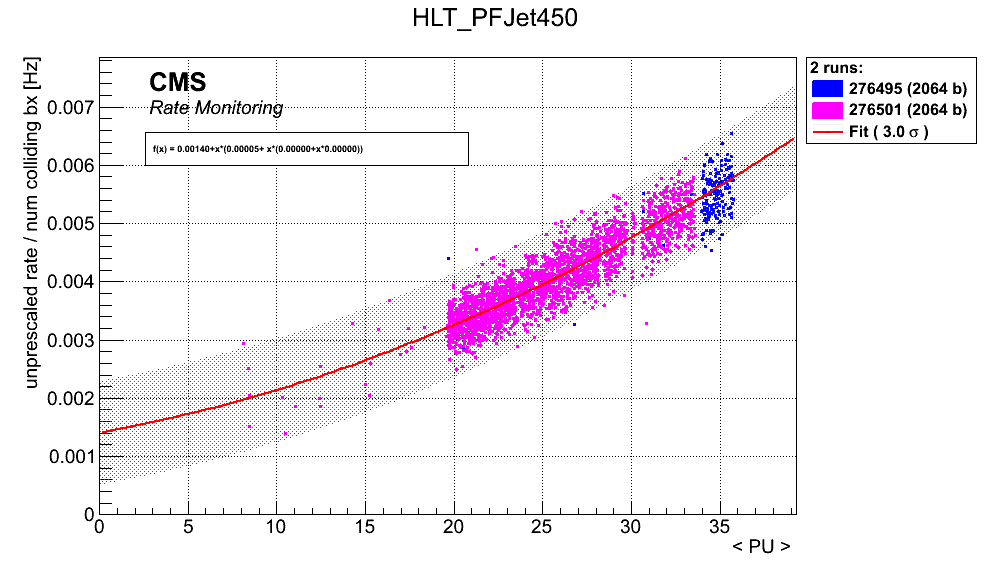 HLT_PFJet450
unprescaled rate / num colliding bx [Hz]
CMS
Rate Monitoring
f(x) = 0.00140+x*(0.00005+ x*(0.00000+x*0.00000))
0.007
0.006
0.005
0.004
0.003
0.002
0.001
0
0 5 10 15 20 25 30 35
< PU >
2 runs:
276495 (2064 b)
276501 (2064 b)
Fit ( 3.0 σ )